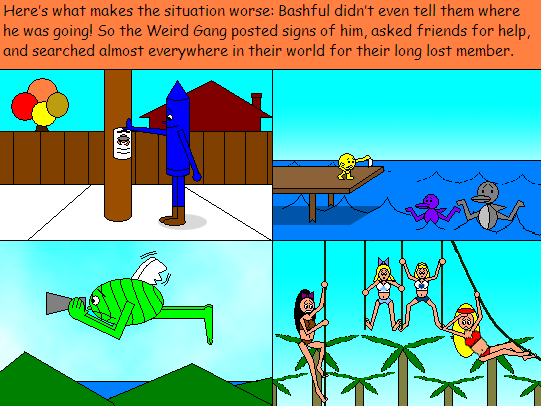 Here's what makes the situation worse: Bashful didn't even tell them where
he was going! So the Weird Gang posted signs of him, asked friends for help,
and searched almost everywhere in their world for their long lost member.